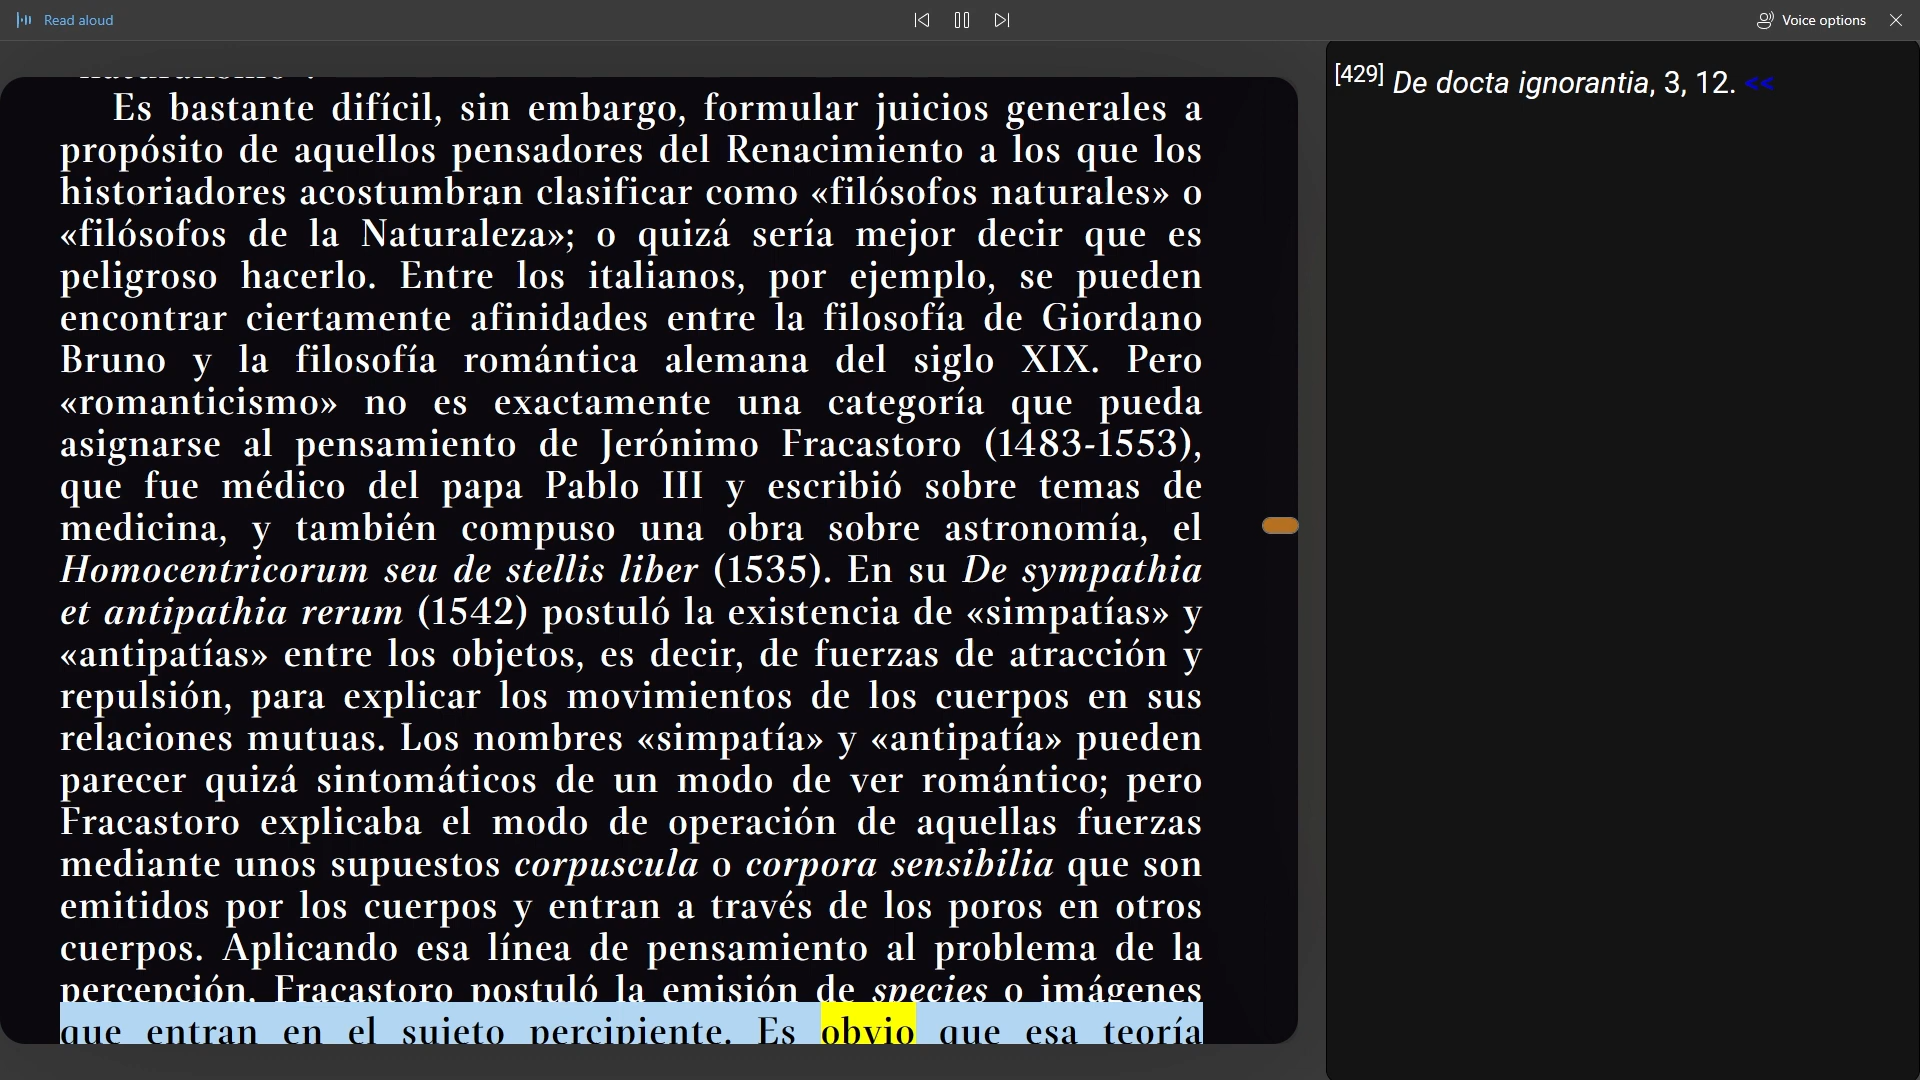 Read aloud
Voice options
Es bastante difícil, sin embargo, formular juicios generales a
propósito de aquellos pensadores del Renacimiento a los que los
historiadores acostumbran clasificar como «filósofos naturales» o
«filósofos de la Naturaleza»; o quizá sería mejor decir que es
peligroso hacerlo. Entre los italianos, por ejemplo, se pueden
encontrar ciertamente afinidades entre la filosofía de Giordano
Bruno y la filosofía romántica alemana del siglo XIX. Pero
«romanticismo» no es exactamente una categoría que pueda
asignarse al pensamiento de Jerónimo Fracastoro (1483-1553),
que fue médico del papa Pablo III y escribió sobre temas de
medicina, y también compuso una obra sobre astronomía, el
Homocentricorum seu de stellis liber (1535). En su De sympathia
et antipathia rerum (1542) postuló la existencia de «simpatías» y
«antipatías» entre los objetos, es decir, de fuerzas de atracción y
repulsión, para explicar los movimientos de los cuerpos en sus
relaciones mutuas. Los nombres «simpatía» y «antipatía» pueden
parecer quizá sintomáticos de un modo de ver romántico; pero
Fracastoro explicaba el modo de operación de aquellas fuerzas
mediante unos supuestos corpuscula o corpora sensibilia que son
emitidos por los cuerpos y entran a través de los poros en otros
cuerpos. Aplicando esa línea de pensamiento al problema de la
percepción, Fracastoro postuló la emisión de species o imágenes
que entran en el sujeto percipiente. Es obvio que esa teoría
[429] De docta ignorantia, 3, 12. <<